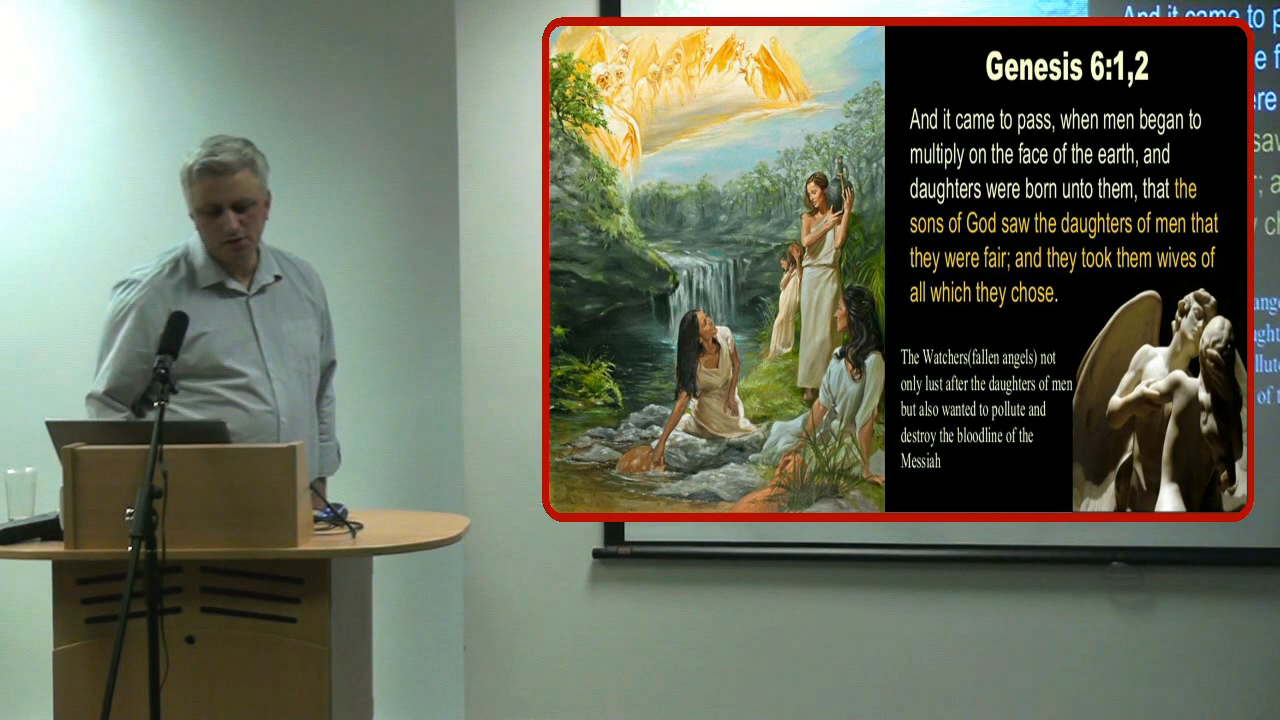 Genesis 6:1,2
And it came to pass, when men began to
multiply on the face of the earth, and
daughters were born unto them, that the
sons of God saw the daughters of men that
they were fair; and they took them wives of
all which they chose.
The Watchers(fallen angels) not
only lust after the daughters of men
but also wanted to pollute and
destroy the bloodline of the
Messiah
And it came to p